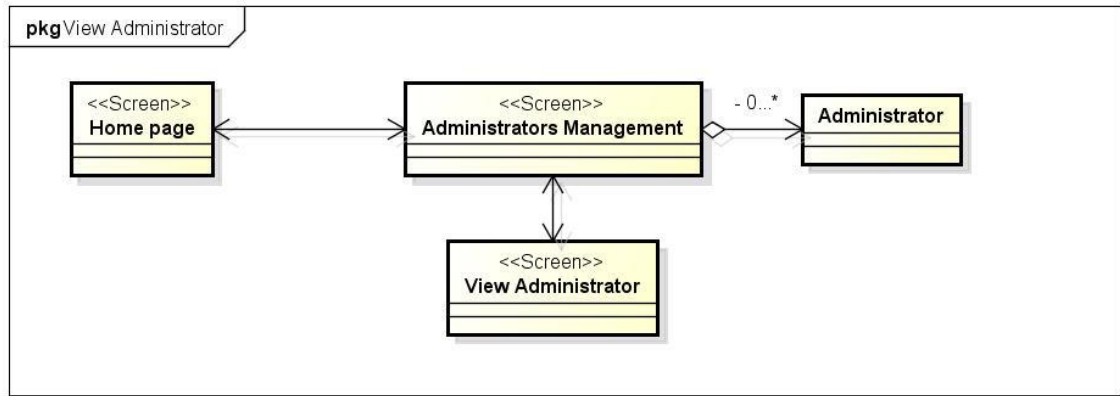 pkg View Administrator
<<Screen>>
Home page
<<Screen>>
Administrators Management
- 0...*
Administrator
<<Screen>>
View Administrator